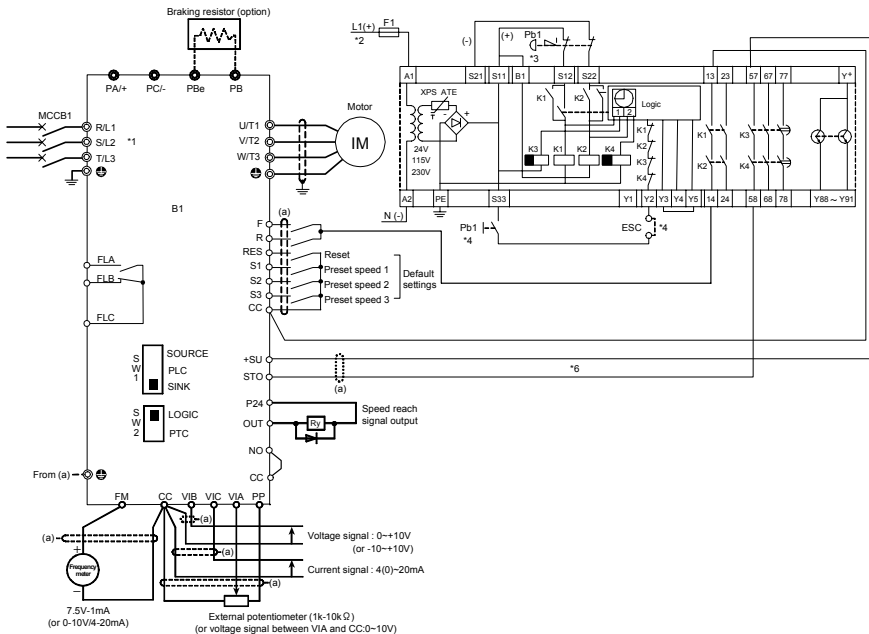 Braking resistor (option)
PA/+ PC/- PBe PB
MCCB1
R/L1
S/L2 *1
T/L3
U/T1
V/T2
W/T3
Motor
IM
B1
(a)
F
R
RES Reset
S1 Preset speed 1
S2 Preset speed 2
S3 Preset speed 3
CC
Default
settings
FLA
FLB
FLC
SW1
SOURCE
PLC
SINK
SW2
LOGIC
PTC
+SU
STO
(a)
*6
P24
OUT
Ry
Speed reach
signal output
NO
CC
From (a)
FM CC VIB VIC VIA PP
(a)
(a)
(a)
(a)
+
Frequency
meter
−
7.5V-1mA
(or 0-10V/4-20mA)
Voltage signal : 0~+10V
(or -10~+10V)
Current signal : 4(0)~20mA
External potentiometer (1k-10kΩ)
(or voltage signal between VIA and CC:0~10V)
L1(+) F1
*2
(-) (+) Pb1
*3
A1 S21 S11 B1 S12 S22 13 23 57 67 77 Y+
XPS ATE
T - +
24V
115V
230V
K1 K2
Logic
1 2
K3 K1 K2 K4
K1
K2
K3
K4
K1
K2
K3
K4
A2 PE S33 Y1 Y2 Y3 Y4 Y5 14 24 58 68 78 Y88 ~ Y91
N (-)
Pb1
*4
ESC *4